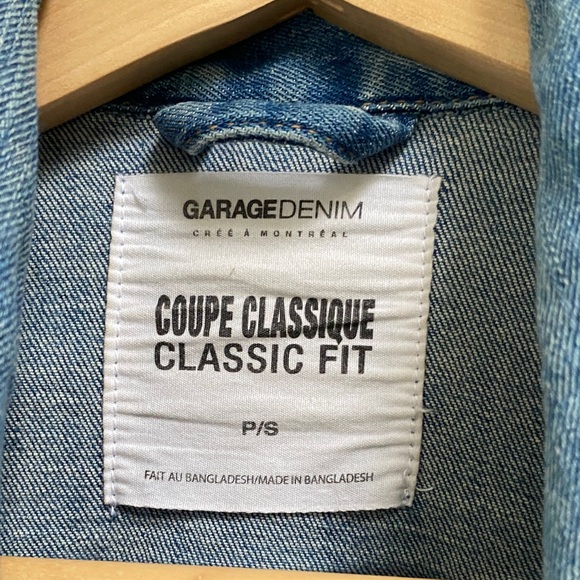 GARAGEDENIM
CRÉÉ À MONTRÉAL
COUPE CLASSIQUE
CLASSIC FIT
P/S
FAIT AU BANGLADESH/MADE IN BANGLADESH